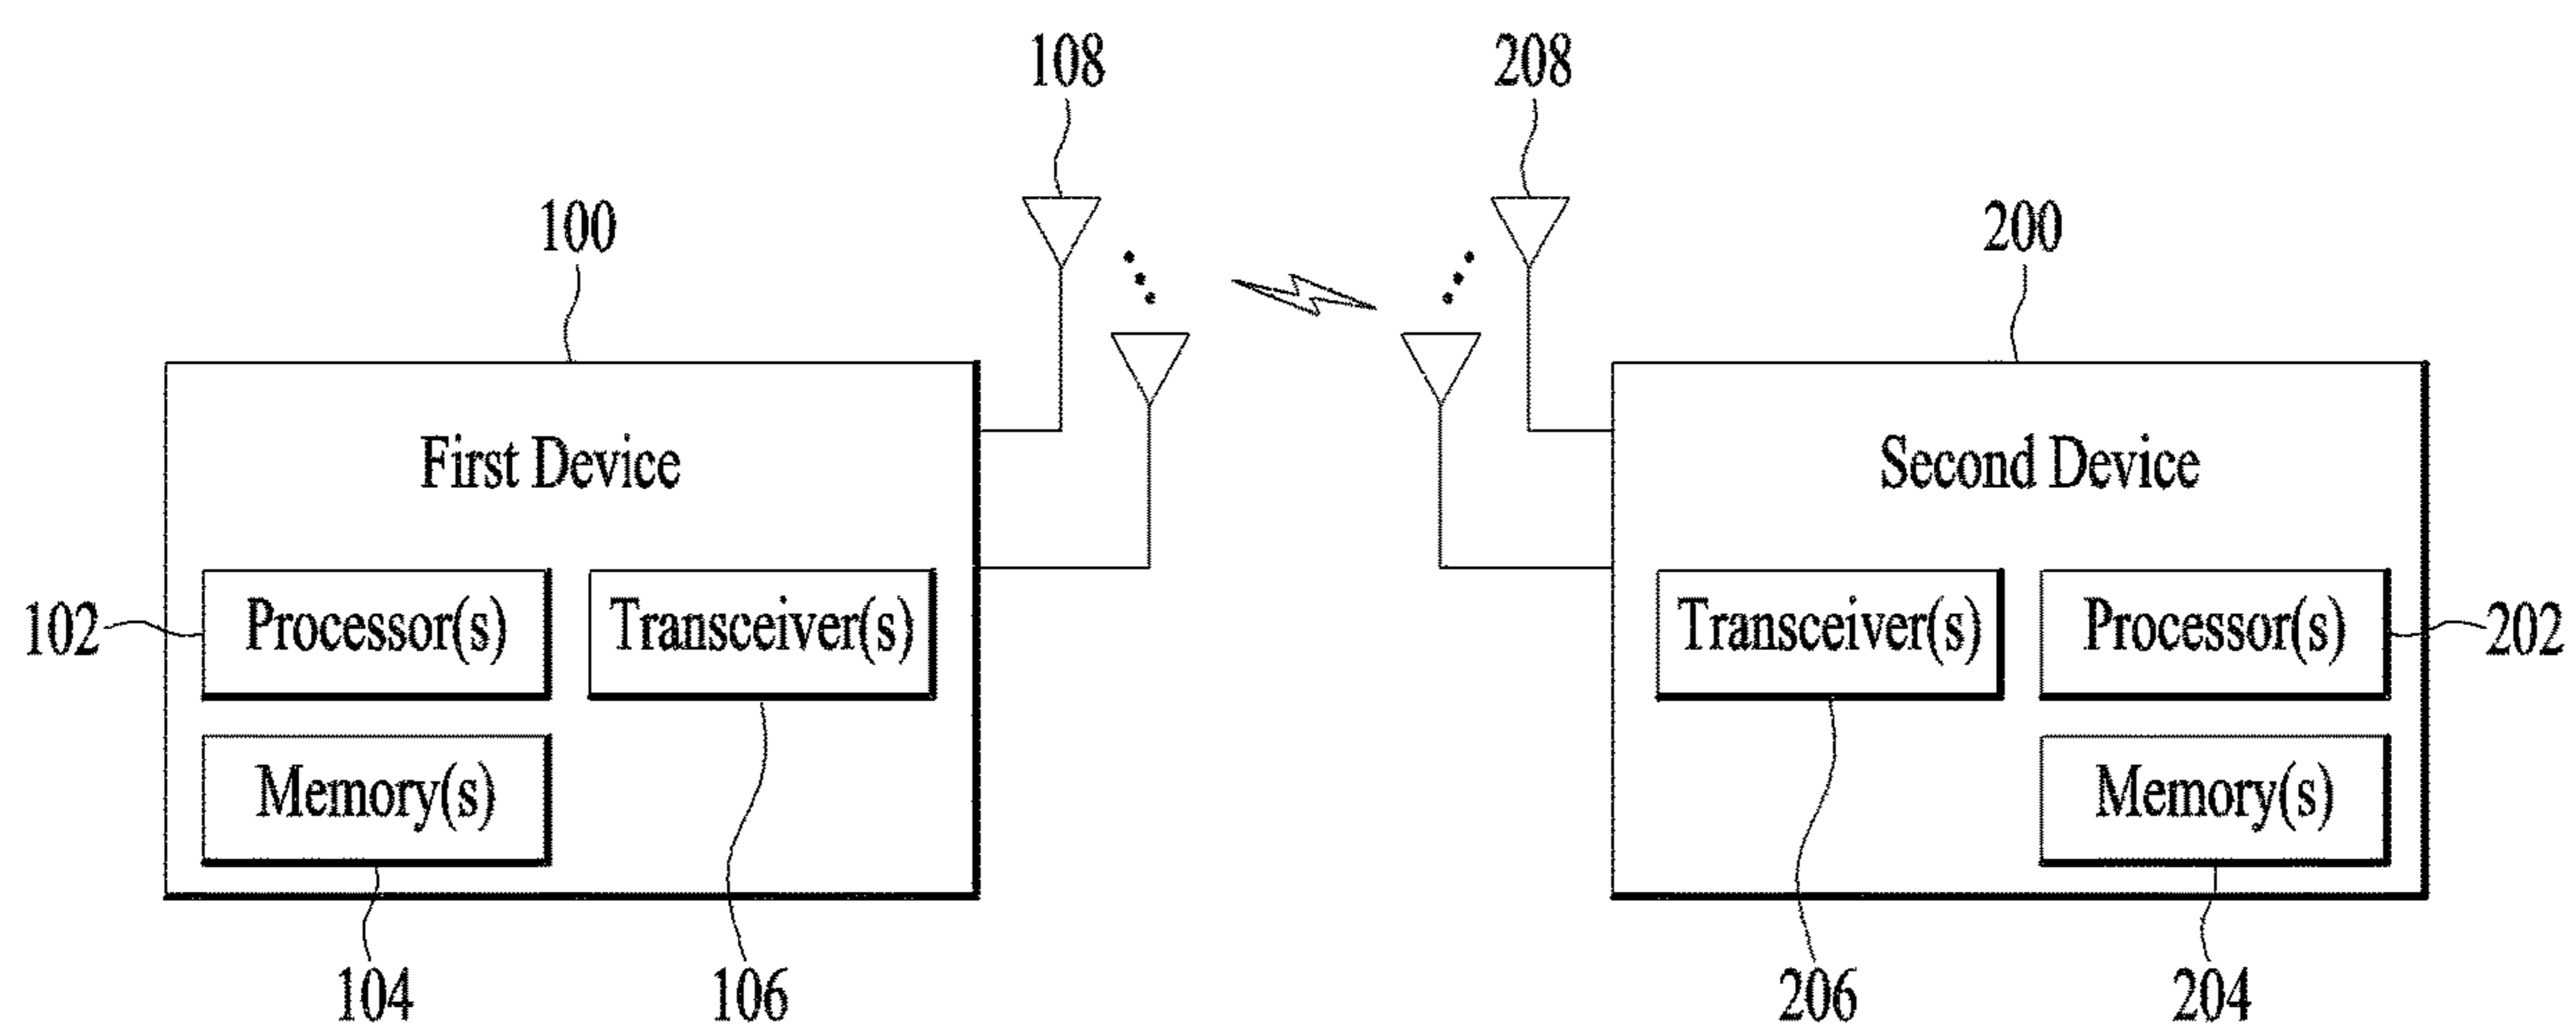 108 208
100 200
First Device Second Device
102 Processor(s) Transceiver(s) Transceiver(s) Processor(s) 202
Memory(s) Memory(s)
104 106 206 204